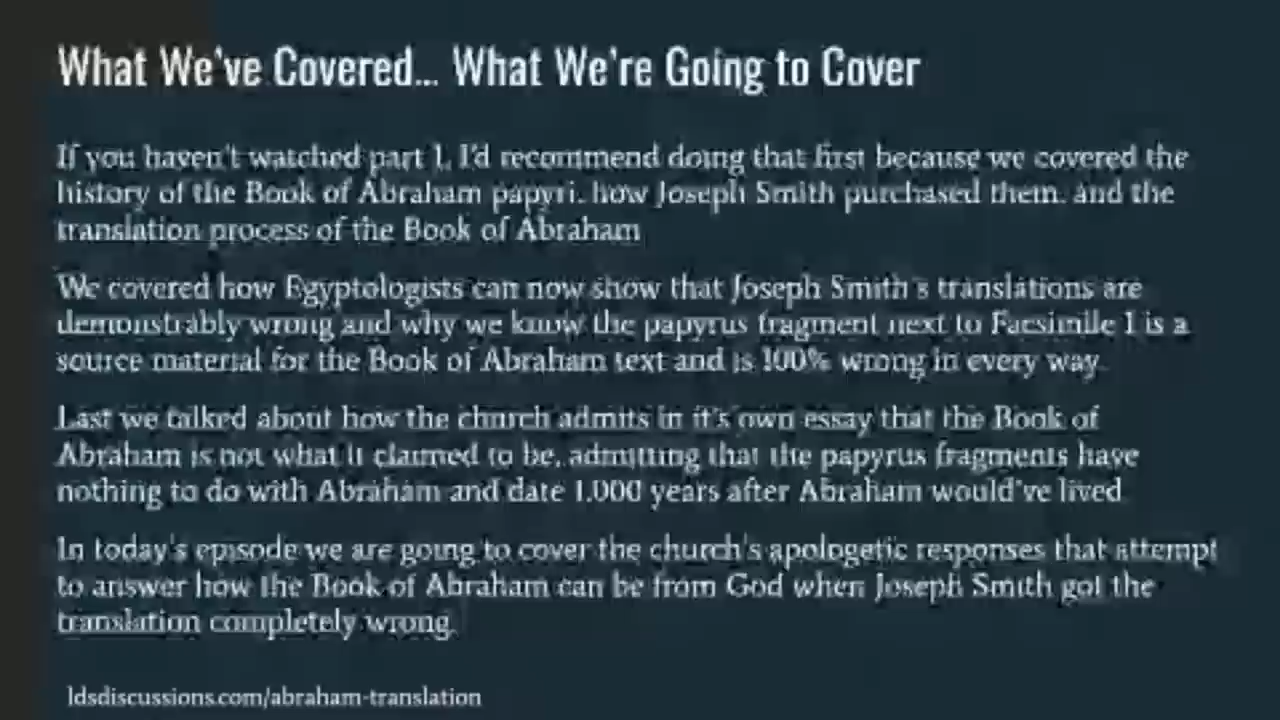 What We've Covered... What We're Going to Cover
If you haven't watched part 1, I'd recommend doing that first because we covered the
history of the Book of Abraham papyri, how Joseph Smith purchased them, and the
translation process of the Book of Abraham
We covered how Egyptologists can now show that Joseph Smith's translations are
demonstrably wrong and why we know the papyrus fragment next to Facsimile 1 is a
source material for the Book of Abraham text and is 100% wrong in every way.
Last we talked about how the church admits in it's own essay that the Book of
Abraham is not what it claimed to be, admitting that the papyrus fragments have
nothing to do with Abraham and date 1,000 years after Abraham would've lived
In today's episode we are going to cover the church's apologetic responses that attempt
to answer how the Book of Abraham can be from God when Joseph Smith got the
translation completely wrong.
ldsdiscussions.com/abraham-translation